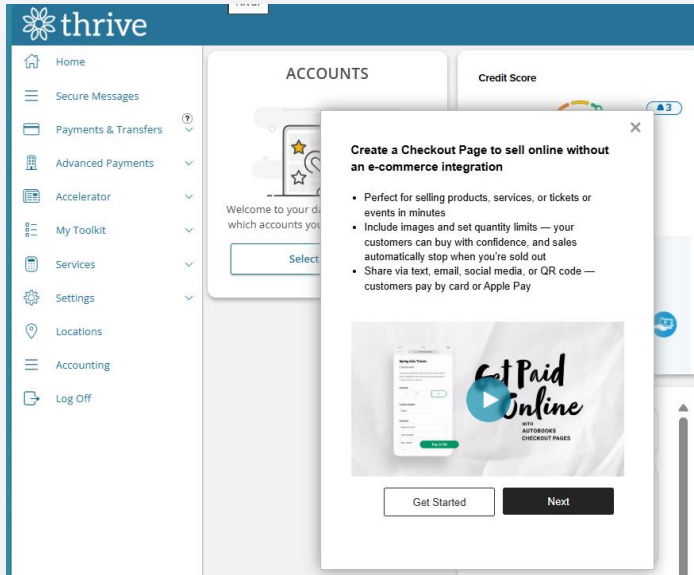 thrive
Home
Secure Messages
Payments & Transfers
?
Advanced Payments
Accelerator
My Toolkit
Services
Settings
Locations
Accounting
Log Off
ACCOUNTS
Welcome to your da
which accounts you
Select
Credit Score
3
×
Create a Checkout Page to sell online without
an e-commerce integration
• Perfect for selling products, services, or tickets or
events in minutes
• Include images and set quantity limits — your
customers can buy with confidence, and sales
automatically stop when you're sold out
• Share via text, email, social media, or QR code —
customers pay by card or Apple Pay
Get Paid
Online
WITH
AUTOBOOKS
CHECKOUT PAGES
Get Started
Next